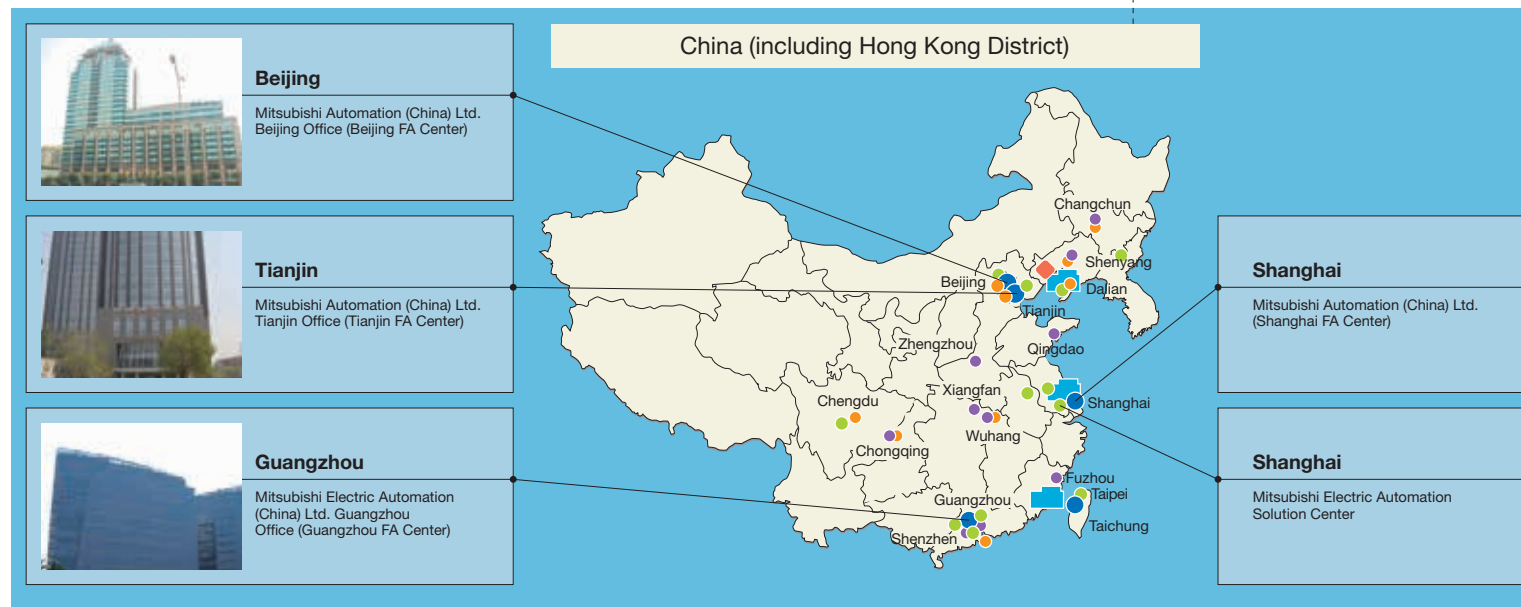 China (including Hong Kong District)
Beijing
Mitsubishi Automation (China) Ltd.
Beijing Office (Beijing FA Center)
Tianjin
Mitsubishi Automation (China) Ltd.
Tianjin Office (Tianjin FA Center)
Guangzhou
Mitsubishi Electric Automation
(China) Ltd. Guangzhou
Office (Guangzhou FA Center)
Changchun
Shenyang
Beijing
Dalian
Tianjin
Zhengzhou
Qingdao
Xiangfan
Chengdu
Shanghai
Wuhang
Chongqing
Fuzhou
Guangzhou
Taipei
Taichung
Shenzhen
Shanghai
Mitsubishi Automation (China) Ltd.
(Shanghai FA Center)
Shanghai
Mitsubishi Electric Automation
Solution Center